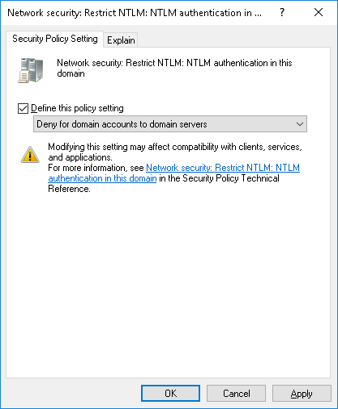 Network security: Restrict NTLM: NTLM authentication in ...
?
Security Policy Setting Explain
Network security: Restrict NTLM: NTLM authentication in this
domain
Define this policy setting
Deny for domain accounts to domain servers
Modifying this setting may affect compatibility with clients, services,
and applications.
For more information, see Network security: Restrict NTLM: NTLM
authentication in this domain in the Security Policy Technical
Reference.
OK Cancel Apply